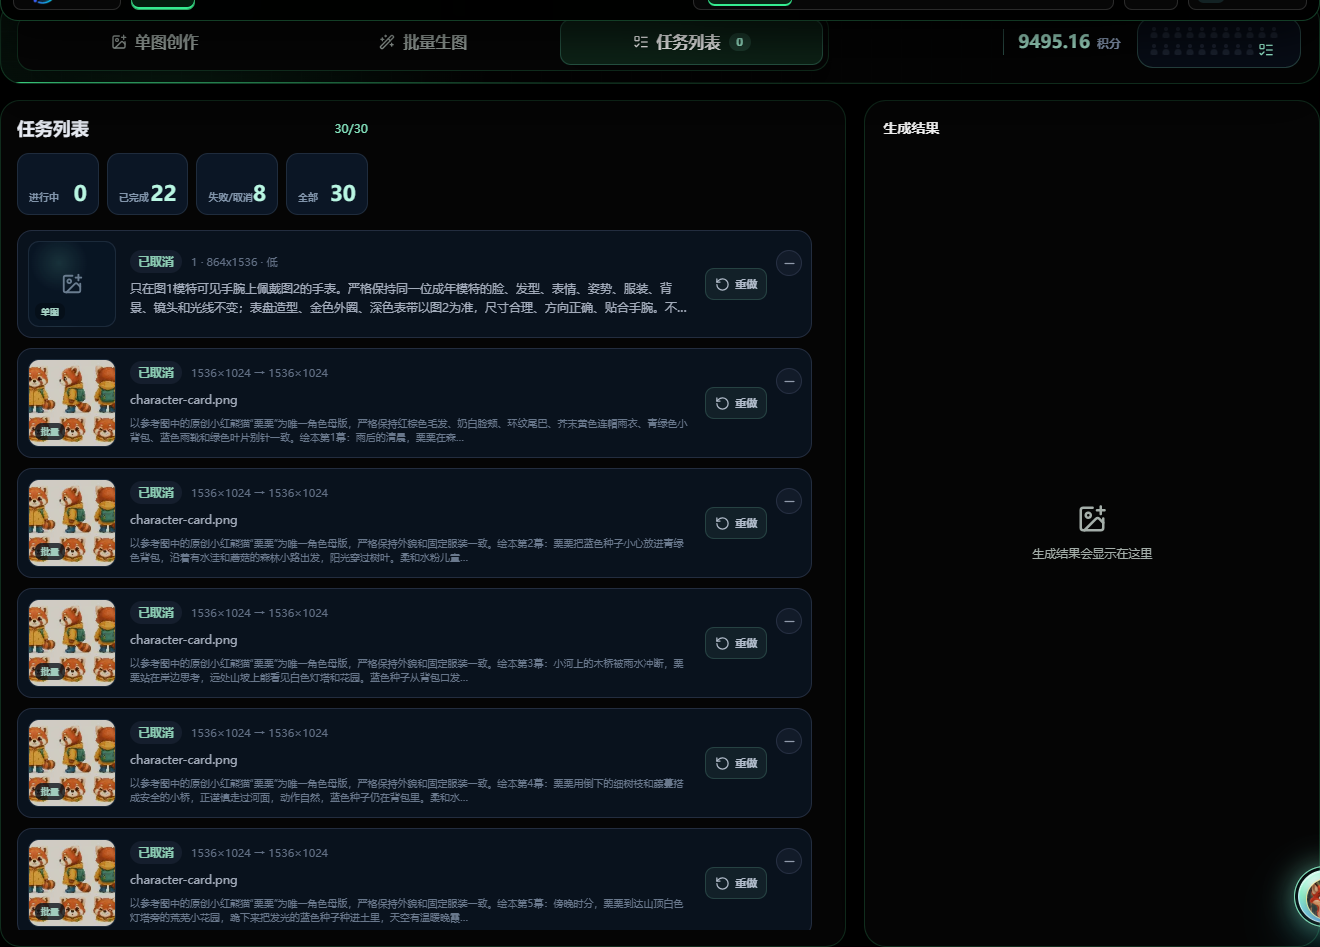 单图创作
批量生图
任务列表 0
9495.16 积分
任务列表
30/30
进行中 0
已完成 22
失败/取消 8
全部 30
已取消 1 · 864x1536 · 低
只在图1模特可见手腕上佩戴图2的手表。严格保持同一位成年模特的脸、发型、表情、姿势、服装、背
景、镜头和光线不变；表盘造型、金色外圈、深色表带以图2为准，尺寸合理、方向正确、贴合手腕。不...
单图
重做
已取消 1536×1024 → 1536×1024
character-card.png
以参考图中的原创小红熊猫“栗栗”为唯一角色母版，严格保持红棕色毛发、奶白脸颊、环纹尾巴、芥末黄色连帽雨衣、青绿色小
背包、蓝色雨靴和绿色叶片别针一致。绘本第1幕：雨后的清晨，栗栗在森...
批量
重做
已取消 1536×1024 → 1536×1024
character-card.png
以参考图中的原创小红熊猫“栗栗”为唯一角色母版，严格保持外貌和固定服装一致。绘本第2幕：栗栗把蓝色种子小心放进青绿
色背包，沿着有水洼和蘑菇的森林小路出发，阳光穿过树叶。柔和水粉儿童...
批量
重做
已取消 1536×1024 → 1536×1024
character-card.png
以参考图中的原创小红熊猫“栗栗”为唯一角色母版，严格保持外貌和固定服装一致。绘本第3幕：小河上的木桥被雨水冲断，栗
栗站在岸边思考，远处山坡上能看见白色灯塔和花园。蓝色种子从背包口发...
批量
重做
已取消 1536×1024 → 1536×1024
character-card.png
以参考图中的原创小红熊猫“栗栗”为唯一角色母版，严格保持外貌和固定服装一致。绘本第4幕：栗栗用倒下的细树枝和藤蔓搭
成安全的小桥，正谨慎走过河面，动作自然，蓝色种子仍在背包里。柔和水...
批量
重做
已取消 1536×1024 → 1536×1024
character-card.png
以参考图中的原创小红熊猫“栗栗”为唯一角色母版，严格保持外貌和固定服装一致。绘本第5幕：傍晚时分，栗栗到达山顶白色
灯塔旁的荒芜小花园，跪下来把发光的蓝色种子种进土里，天空有温暖晚霞...
批量
重做
生成结果
生成结果会显示在这里